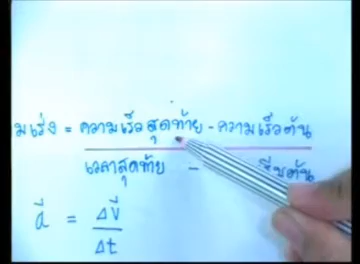 มเร่ง = ความเร็วสุดท้าย - ความเร็วต้น
เวลาสุดท้าย -
a⃗ = Δv⃗
Δt